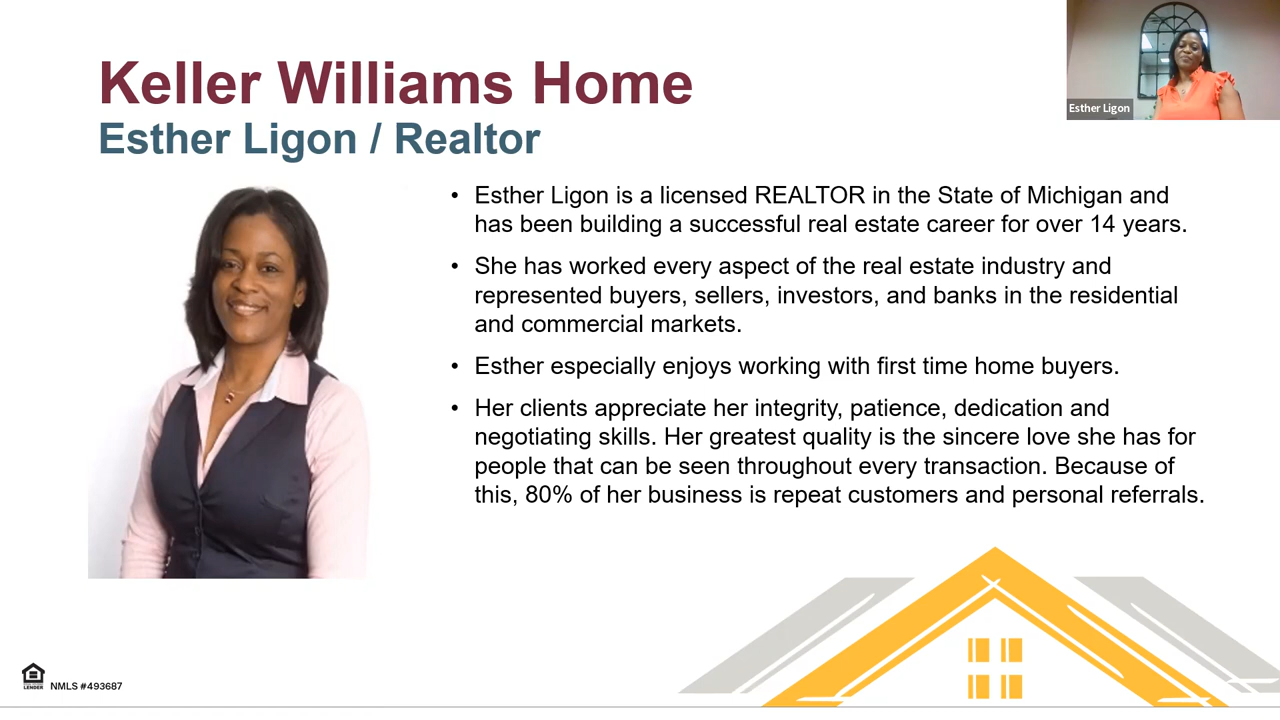 Keller Williams Home
Esther Ligon / Realtor
Esther Ligon
• Esther Ligon is a licensed REALTOR in the State of Michigan and
has been building a successful real estate career for over 14 years.
• She has worked every aspect of the real estate industry and
represented buyers, sellers, investors, and banks in the residential
and commercial markets.
• Esther especially enjoys working with first time home buyers.
• Her clients appreciate her integrity, patience, dedication and
negotiating skills. Her greatest quality is the sincere love she has for
people that can be seen throughout every transaction. Because of
this, 80% of her business is repeat customers and personal referrals.
LENDER
NMLS #493687